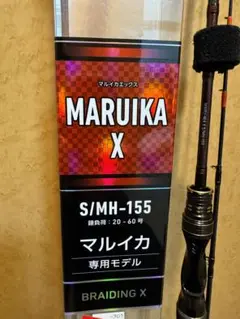 マルイカエックス
MARUIKA
X
S/MH-155
錘負荷：20-60号
マルイカ
専用モデル
BRAIDING X